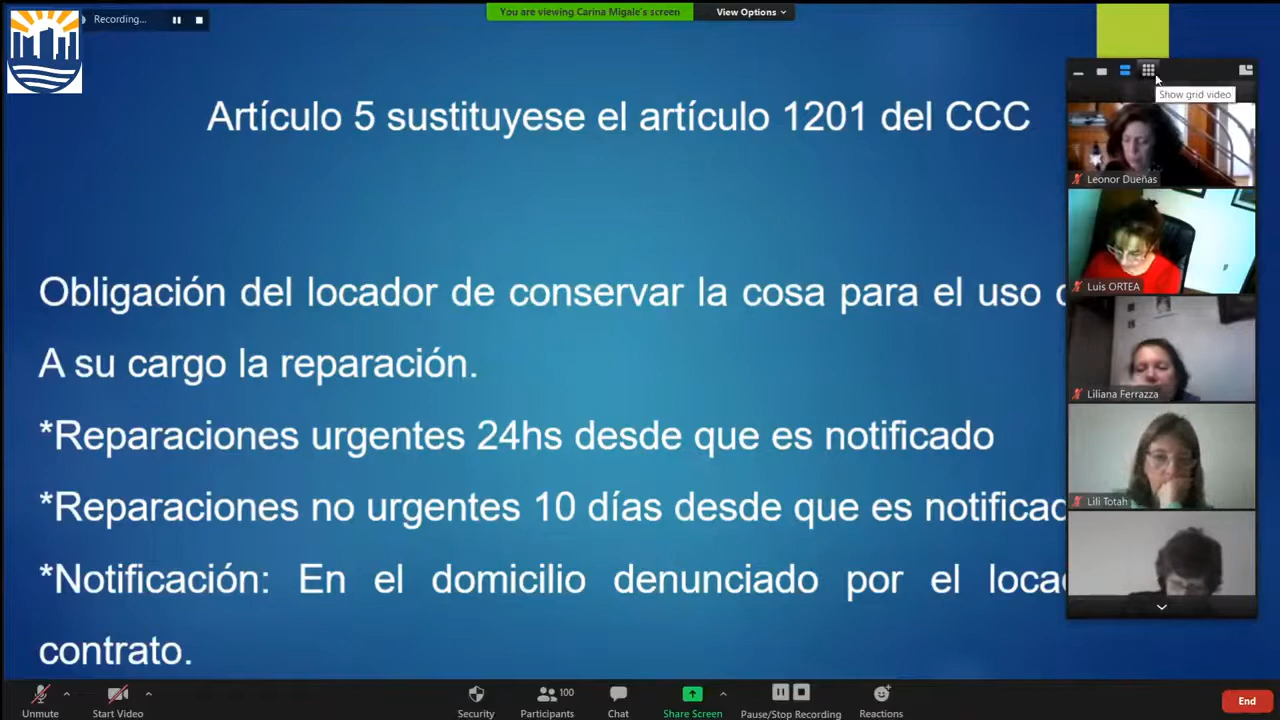 Recording...
You are viewing Carina Migale's screen
View Options
Show grid video
Artículo 5 sustituyese el artículo 1201 del CCC
Leonor Dueñas
Luis ORTEA
Obligación del locador de conservar la cosa para el uso
Liliana Ferrazza
A su cargo la reparación.
*Reparaciones urgentes 24hs desde que es notificado
Lili Totah
*Reparaciones no urgentes 10 días desde que es notificad
*Notificación: En el domicilio denunciado por el loca
contrato.
Unmute
Start Video
Security
Participants 100
Chat
Share Screen
Pause/Stop Recording
Reactions
End